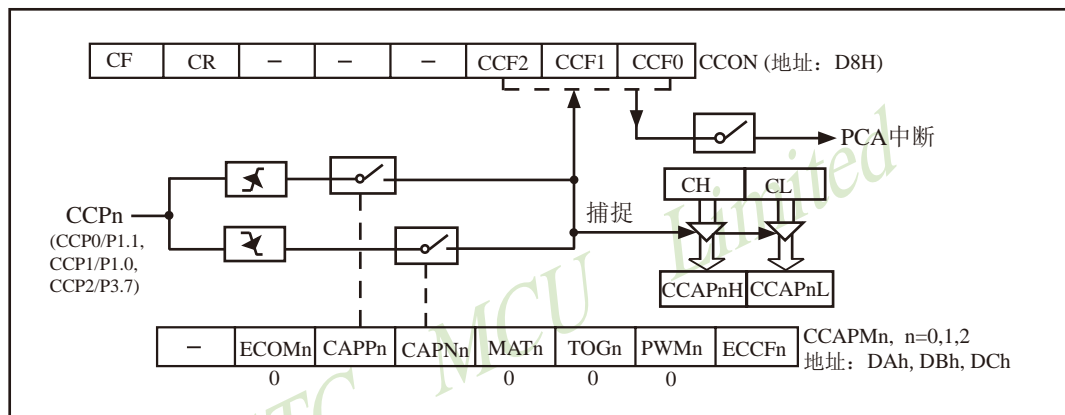 CF CR – – – CCF2 CCF1 CCF0 CCON (地址：D8H)
PCA中断
CH CL
CCPn
(CCP0/P1.1,
CCP1/P1.0,
CCP2/P3.7)
捕捉
CCAPnH CCAPnL
– ECOMn CAPPn CAPNn MATn TOGn PWMn ECCFn
CCAPMn, n=0,1,2
地址：DAh, DBh, DCh
0 0 0 0
STC MCU Limited